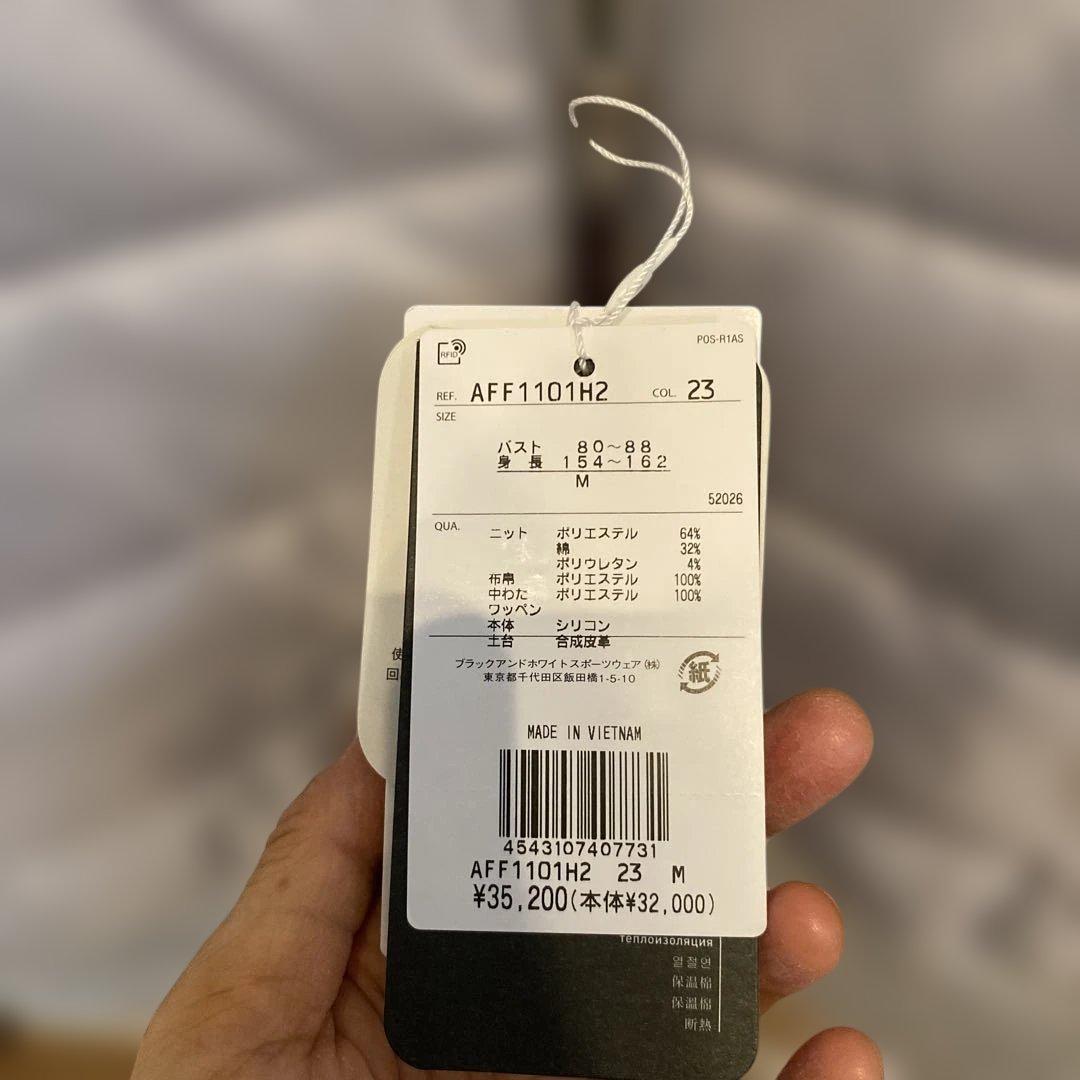 RFID
POS-R1AS
REF. AFF1101H2 COL. 23
SIZE
バスト 80〜88
身長 154〜162
M
52026
QUA. ニット ポリエステル 64%
綿 32%
ポリウレタン 4%
布帛 ポリエステル 100%
中わた ポリエステル 100%
ワッペン
本体 シリコン
土台 合成皮革
ブラックアンドホワイトスポーツウェア(株)
東京都千代田区飯田橋1-5-10
紙
使
回
MADE IN VIETNAM
4543107407731
AFF1101H2 23 M
¥35,200(本体¥32,000)
теплоизоляция
열절연
保温棉
保溫棉
断熱